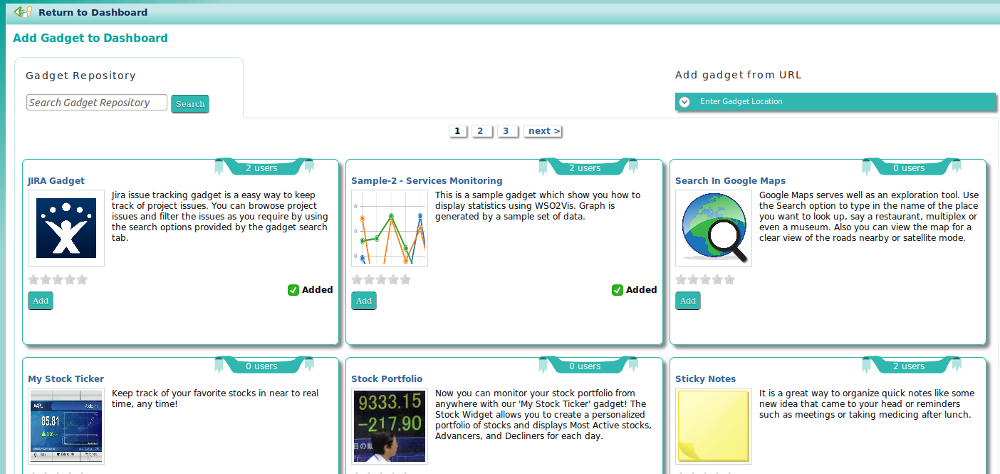 Return to Dashboard
Add Gadget to Dashboard
Gadget Repository
Search Gadget Repository
Search
Add gadget from URL
Enter Gadget Location
1 2 3 next >
2 users
JIRA Gadget
Jira issue tracking gadget is a easy way to keep
track of project issues. You can browse project
issues and filter the issues as you require by using
the search options provided by the gadget search
tab.
Added
Add
2 users
Sample-2 - Services Monitoring
This is a sample gadget which show you how to
display statistics using WSO2Vis. Graph is
generated by a sample set of data.
Added
Add
0 users
Search In Google Maps
Google Maps serves well as an exploration tool. Use
the Search option to type in the name of the place
you want to look up, say a restaurant, multiplex or
even a museum. Also you can view the map for a
clear view of the roads nearby or satellite mode.
Add
0 users
My Stock Ticker
Keep track of your favorite stocks in near to real
time, any time!
85.81
0 users
Stock Portfolio
9333.15
-217.90
Now you can monitor your stock portfolio from
anywhere with our 'My Stock Ticker' gadget! The
Stock Widget allows you to create a personalized
portfolio of stocks and displays Most Active stocks,
Advancers, and Decliners for each day.
2 users
Sticky Notes
It is a great way to organize quick notes like some
new idea that came to your head or reminders
such as meetings or taking medicing after lunch.